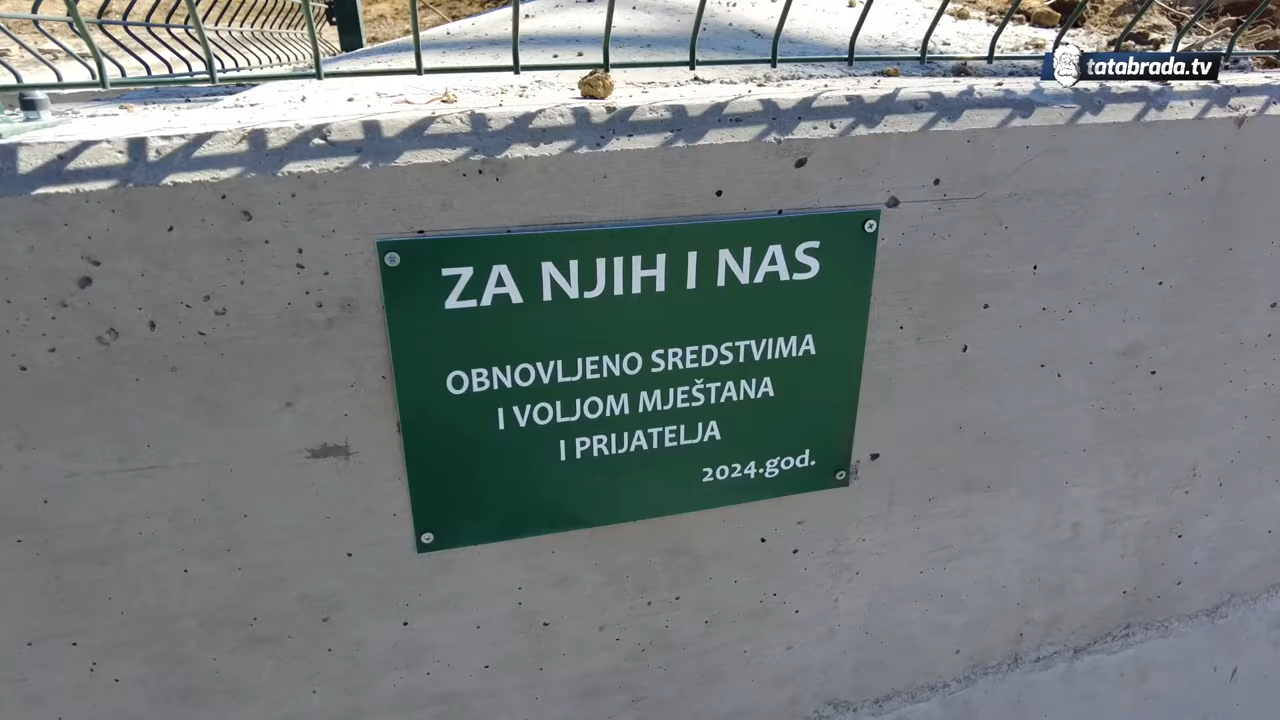 tatabrada.tv
ZA NJIH I NAS
OBNOVLJENO SREDSTVIMA
I VOLJOM MJEŠTANA
I PRIJATELJA
2024.god.